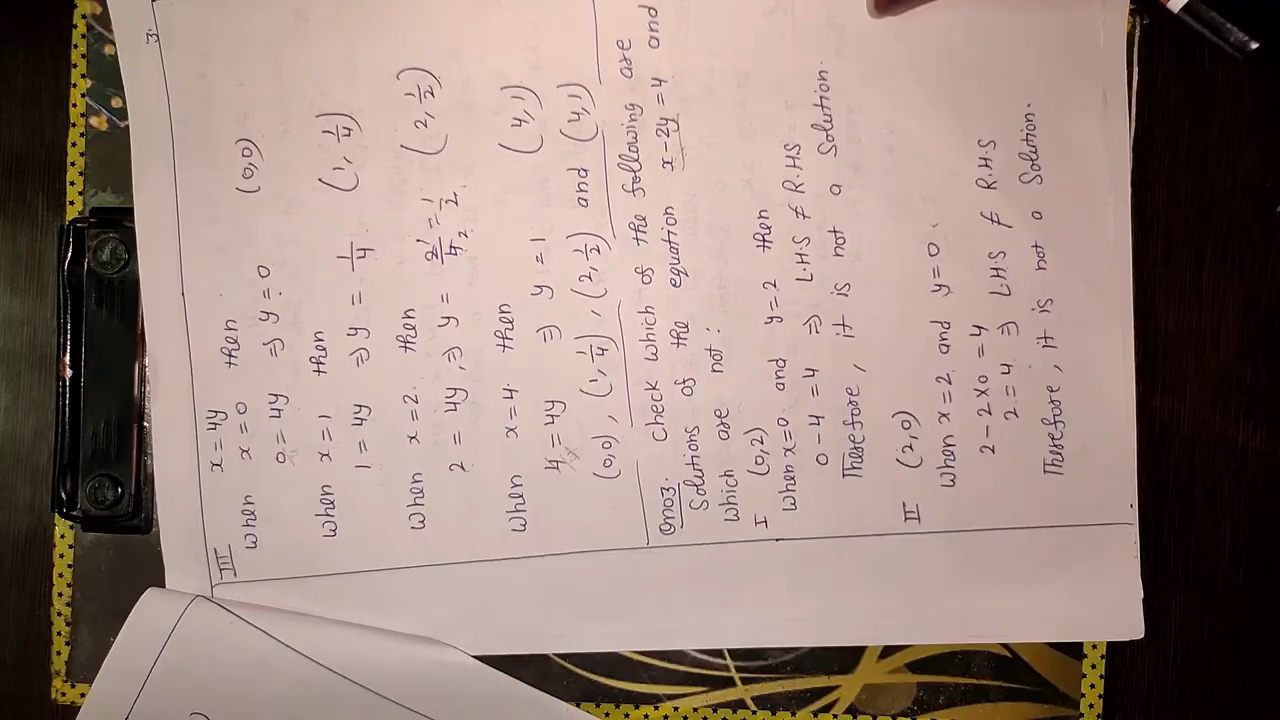 3.
III x = 4y
when x = 0 then (0,0)
0 = 4y ⇒ y = 0
when x = 1 then
1 = 4y ⇒ y = 1/4. (1, 1/4)
when x = 2. then
2 = 4y, ⇒ y = 2/4 = 1/2. (2, 1/2)
when x = 4. then
4 = 4y ⇒ y = 1 (4,1)
(0,0), (1, 1/4), (2, 1/2) and (4,1)
Qno3. check which of the following are
Solutions of the equation x - 2y = 4 and
which are not:
I (0,2)
when x = 0 and y = 2 then
0 - 4 = 4 ⇒ L.H.S ≠ R.H.S
Therefore, it is not a Solution.
II (2,0)
when x = 2 and y = 0.
2 - 2 x 0 = 4
2 = 4 ⇒ L.H.S ≠ R.H.S
Therefore, it is not a Solution.